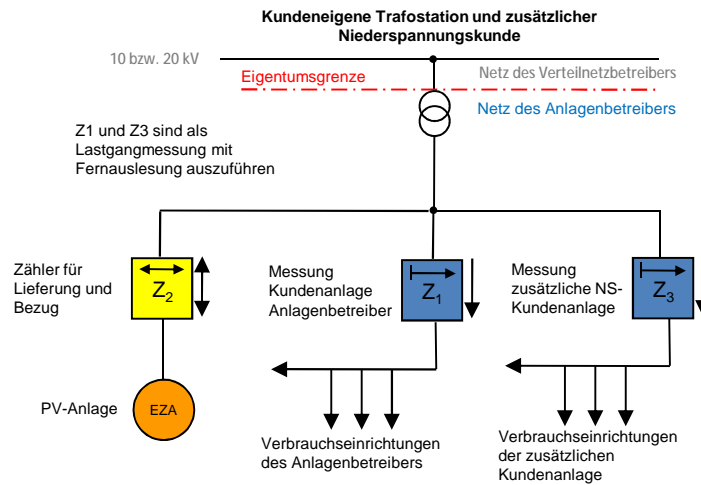 Kundeneigene Trafostation und zusätzlicher
Niederspannungskunde
10 bzw. 20 kV
Eigentumsgrenze
Netz des Verteilnetzbetreibers
Netz des Anlagenbetreibers
Z1 und Z3 sind als
Lastgangmessung mit
Fernauslesung auszuführen
Zähler für
Lieferung und
Bezug
Z2
Messung
Kundenanlage
Anlagenbetreiber
Z1
Messung
zusätzliche NS-
Kundenanlage
Z3
PV-Anlage
EZA
Verbrauchseinrichtungen
des Anlagenbetreibers
Verbrauchseinrichtungen
der zusätzlichen
Kundenanlage